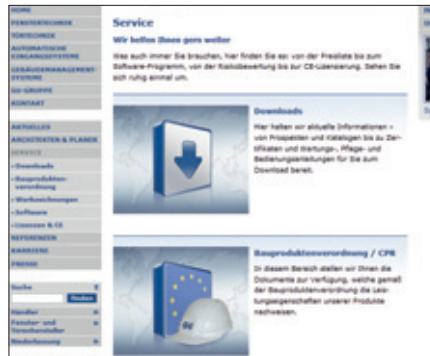 HOME
FENSTERTECHNIK
TÜRTECHNIK
AUTOMATISCHE
EINGANGSSYSTEME
GEBÄUDEMANAGEMENT-
SYSTEME
GU-GRUPPE
KONTAKT
AKTUELLES
ARCHITEKTEN & PLANER
SERVICE
Downloads
Bauprodukten-
verordnung
Werbezeichnungen
Software
Lizenzen & CE
REFERENZEN
KARRIERE
PRESSE
Suche
finden
Händler
Fenster- und
Türenhersteller
Niederlassung
Service
Wir helfen Ihnen gern weiter
Was auch immer Sie brauchen, hier finden Sie es: von der Preisliste bis zum
Software-Programm, von der Risikobewertung bis zur CE-Lizensierung. Sehen Sie
sich ruhig einmal um.
Downloads
Hier halten wir aktuelle Informationen –
von Prospekten und Katalogen bis zu Zer-
tifikaten und Wartungs-, Pflege- und
Bedienungsanleitungen für Sie zum
Download bereit.
Bauproduktenverordnung / CPR
In diesem Bereich stellen wir Ihnen die
Dokumente zur Verfügung, welche gemäß
der Bauproduktenverordnung die Leis-
tungseigenschaften unserer Produkte
nachweisen.